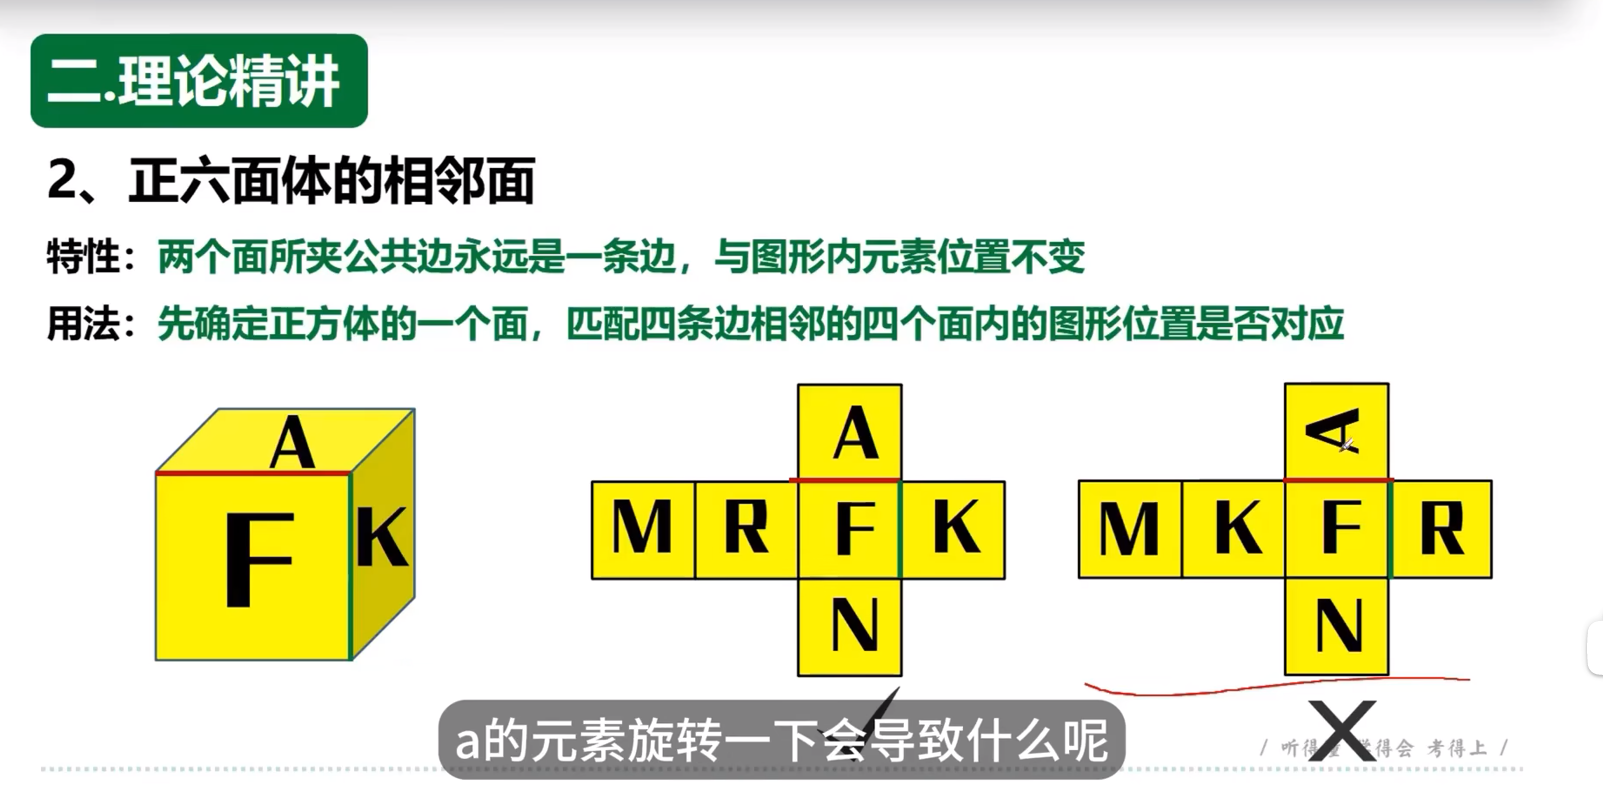 二.理论精讲
2、正六面体的相邻面
特性：两个面所夹公共边永远是一条边，与图形内元素位置不变
用法：先确定正方体的一个面，匹配四条边相邻的四个面内的图形位置是否对应
A
F K
A
M R F K
N
A
M K F R
N
a的元素旋转一下会导致什么呢
/ 听得 得会 考得上 /